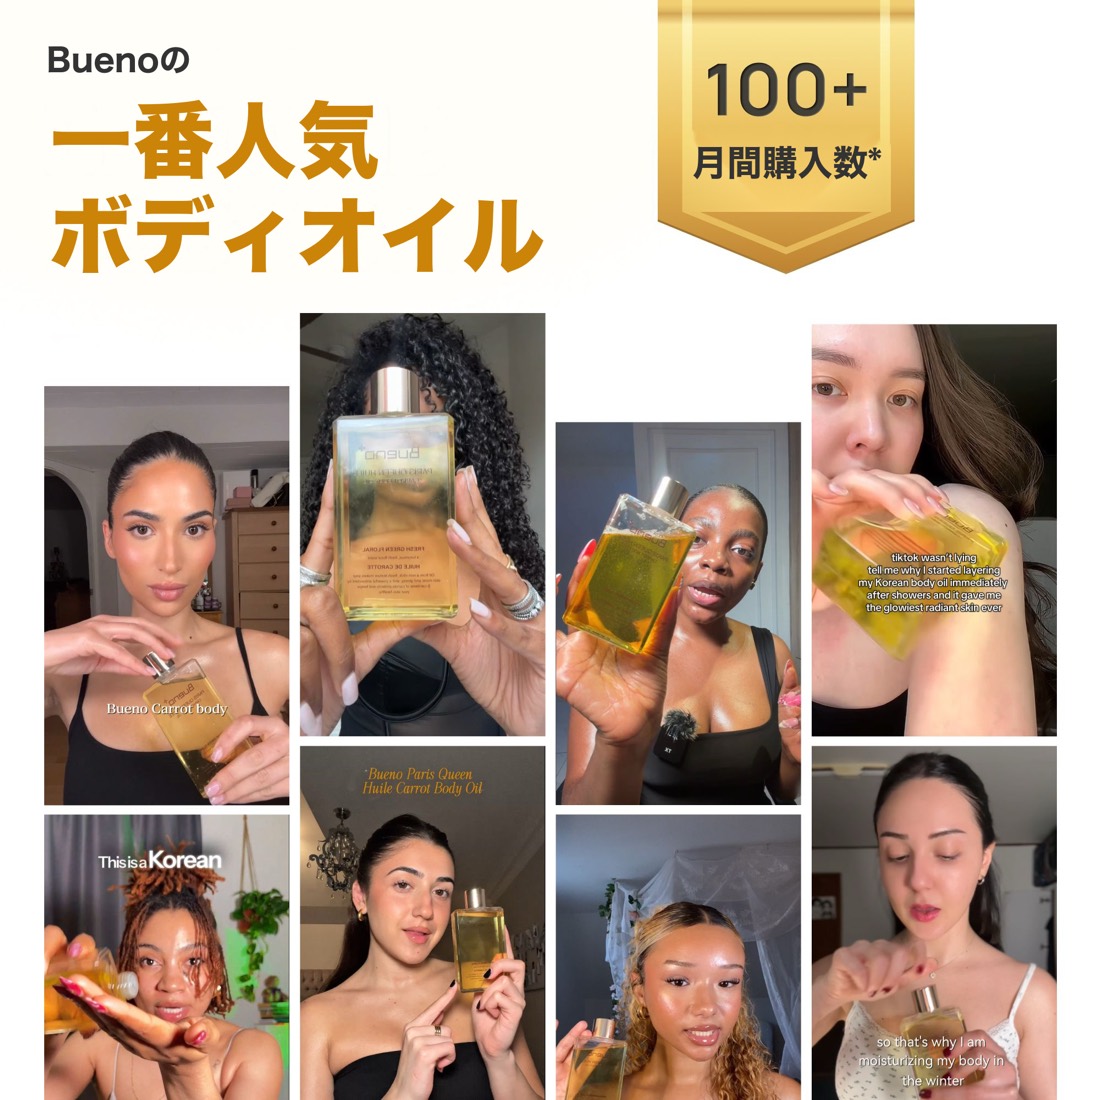 Buenoの
一番人気
ボディオイル
100+
月間購入数*
Bueno
FRESH GREEN FLORAL
HUILE DE CAROTTE
Bueno
Bueno Carrot body
tiktok wasn't lying
tell me why I started layering
my Korean body oil immediately
after showers and it gave me
the glowiest radiant skin ever
This is a Korean
"Bueno Paris Queen
Huile Carrot Body Oil
so that's why I am
moisturizing my body in
the winter